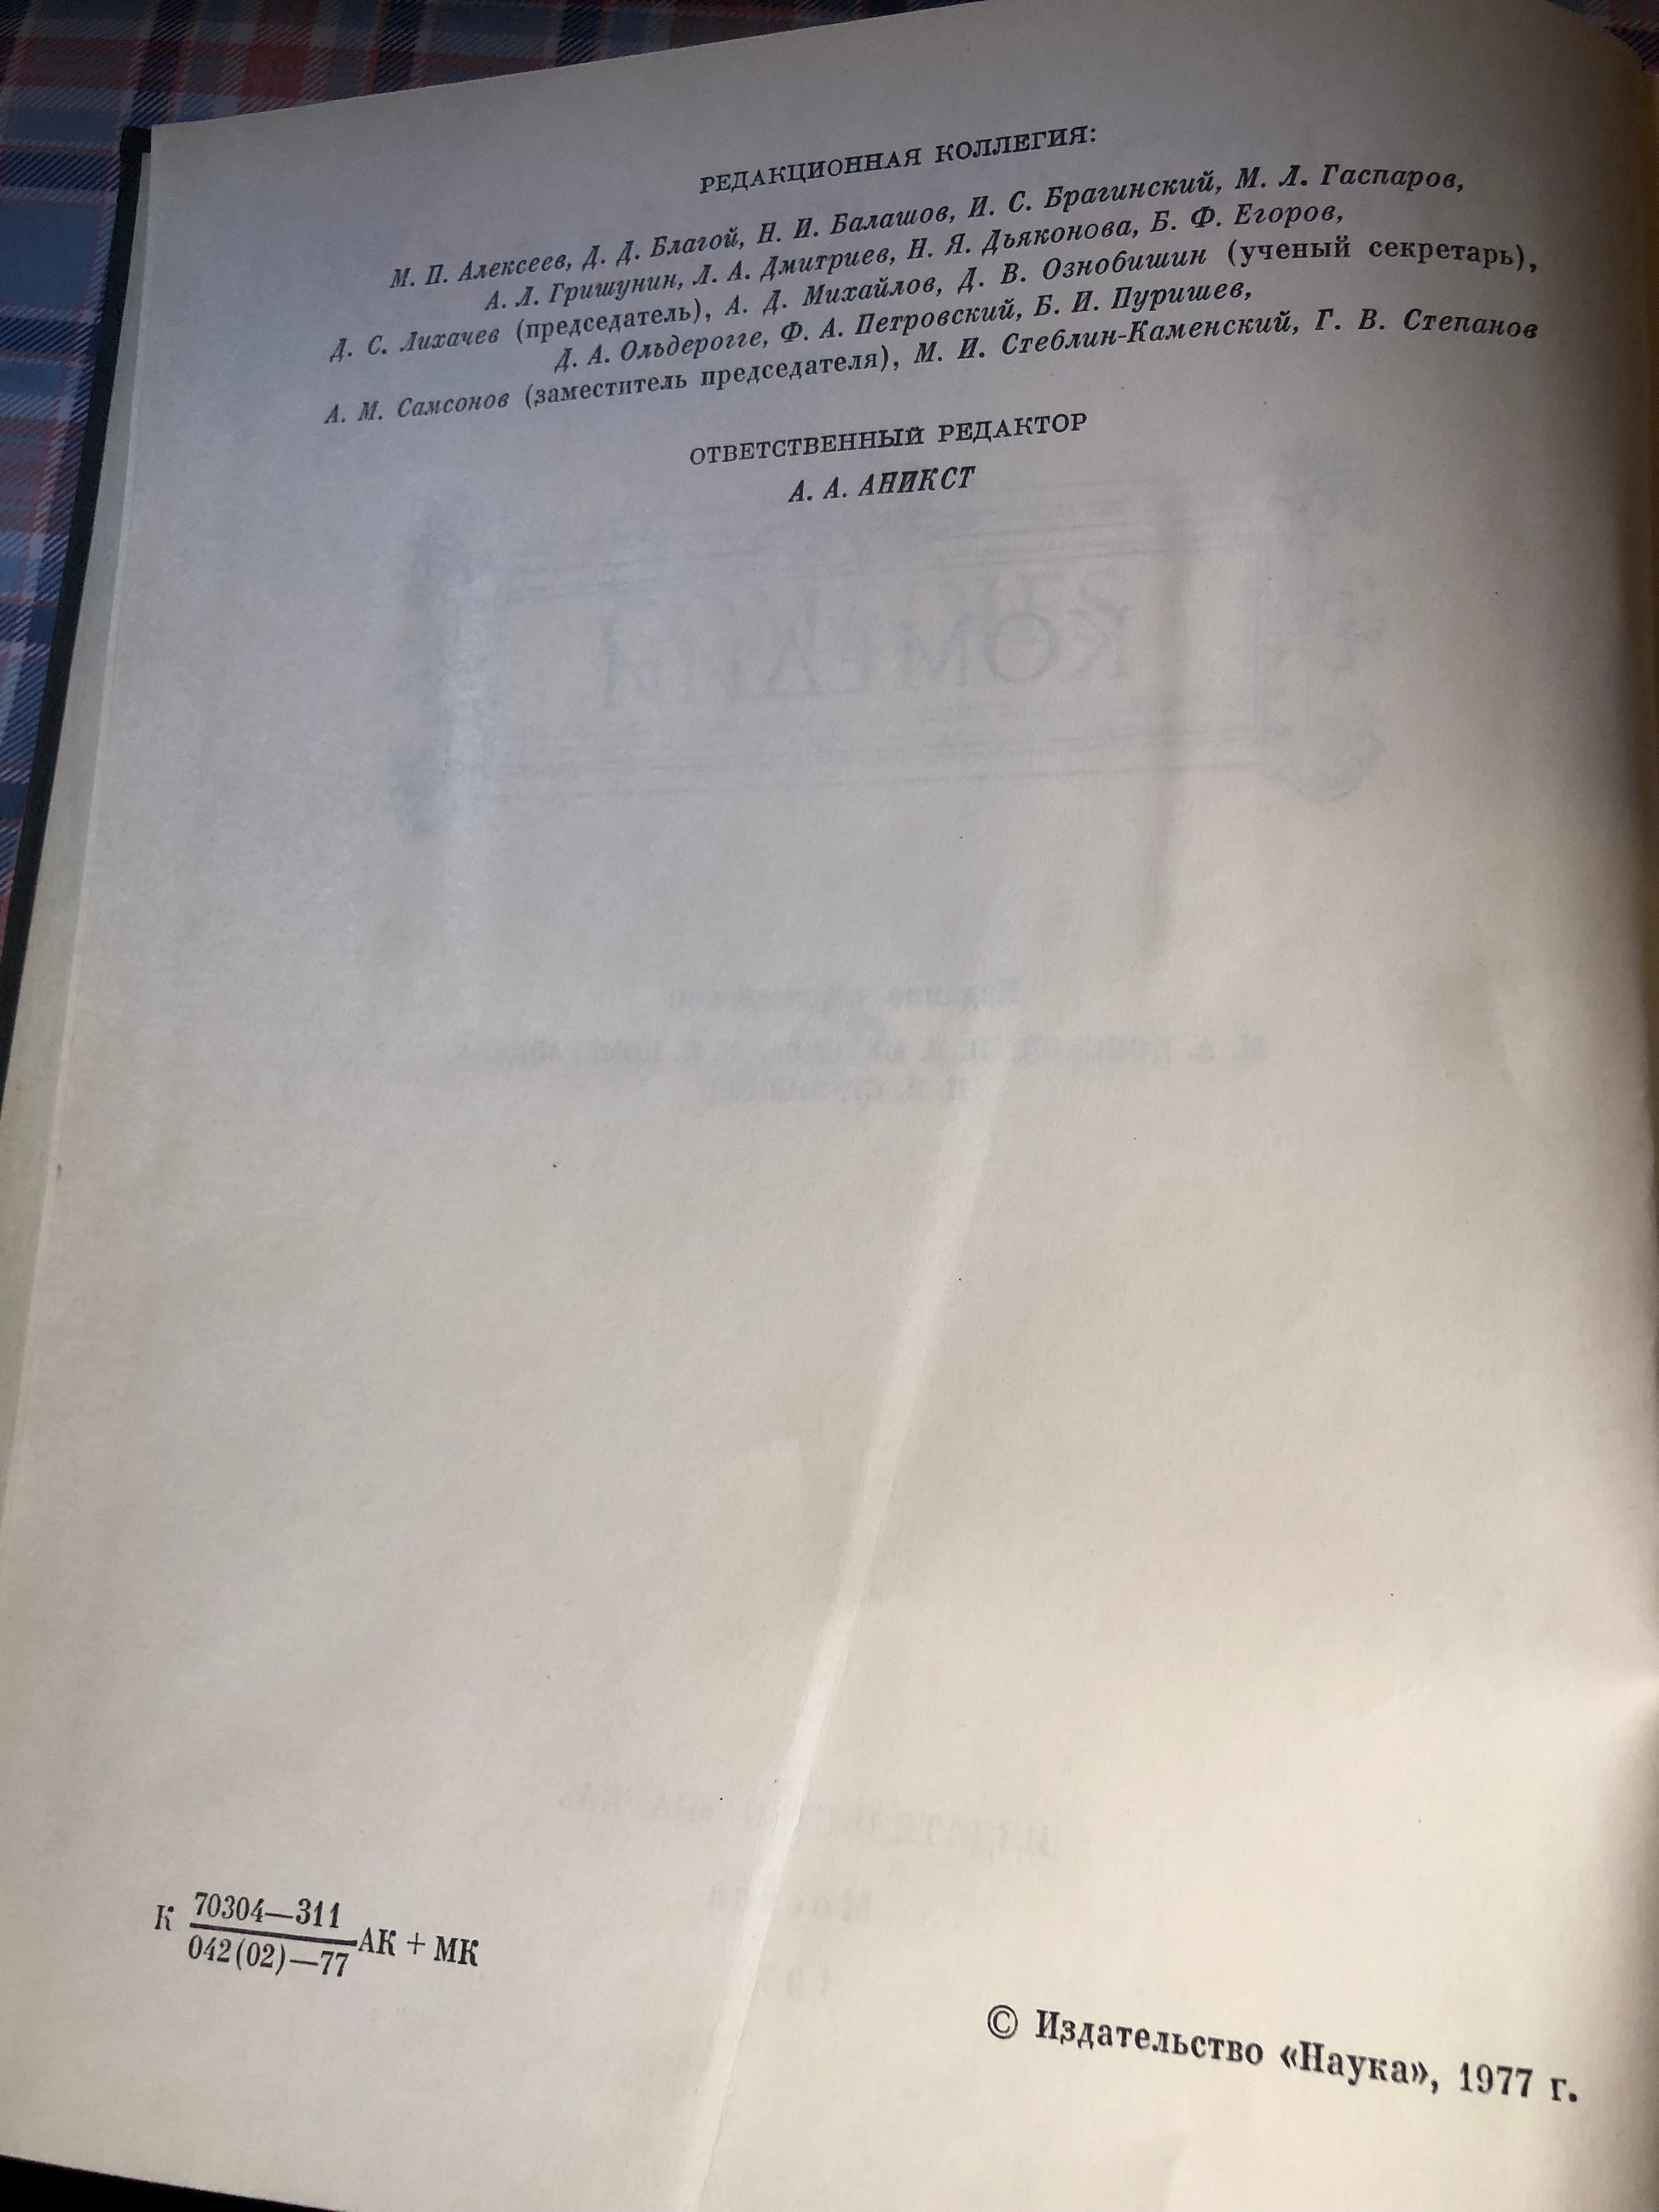 РЕДАКЦИОННАЯ КОЛЛЕГИЯ:
М. П. Алексеев, Д. Д. Благой, Н. И. Балашов, И. С. Брагинский, М. Л. Гаспаров,
А. Л. Гришунин, Л. А. Дмитриев, Н. Я. Дьяконова, Б. Ф. Егоров,
Д. С. Лихачев (председатель), А. Д. Михайлов, Д. В. Ознобишин (ученый секретарь),
Д. А. Ольдерогге, Ф. А. Петровский, Б. И. Пуришев,
А. М. Самсонов (заместитель председателя), М. И. Стеблин-Каменский, Г. В. Степанов
ОТВЕТСТВЕННЫЙ РЕДАКТОР
А. А. АНИКСТ
КОМЕДИИ
К 70304—311
042(02)—77 АК + МК
© Издательство «Наука», 1977 г.